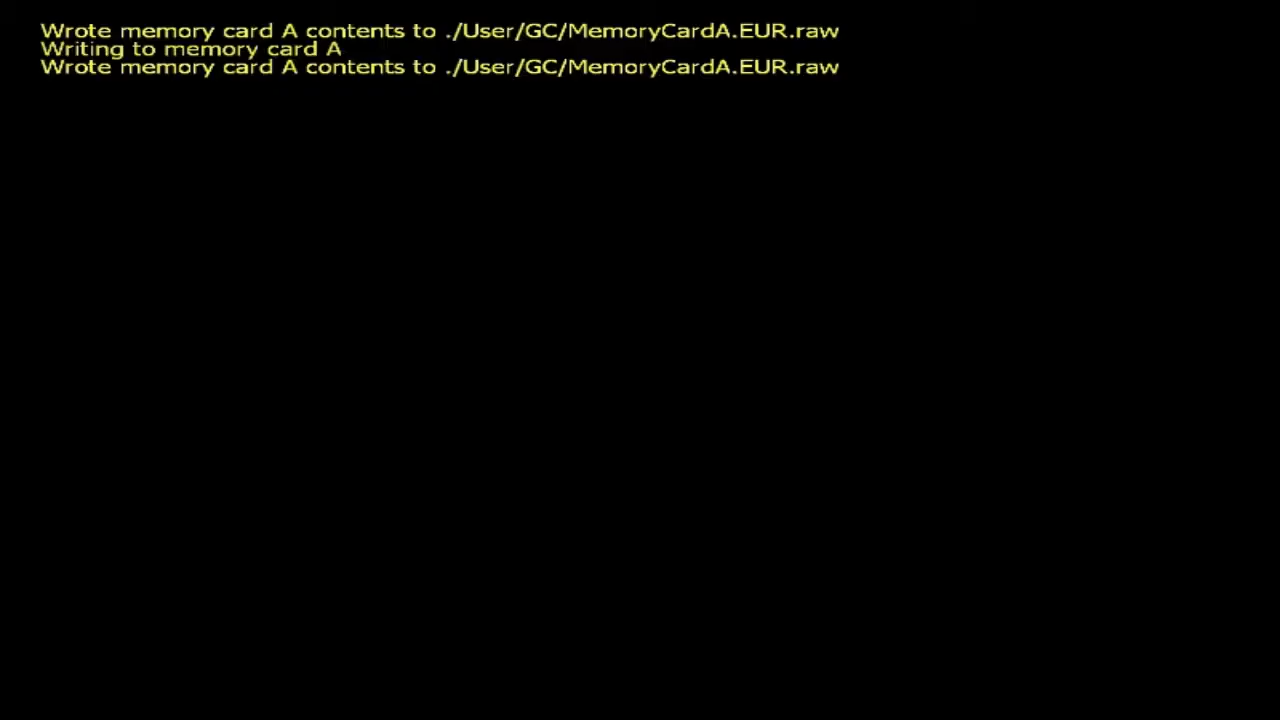 Wrote memory card A contents to ./User/GC/MemoryCardA.EUR.raw
Writing to memory card A
Wrote memory card A contents to ./User/GC/MemoryCardA.EUR.raw